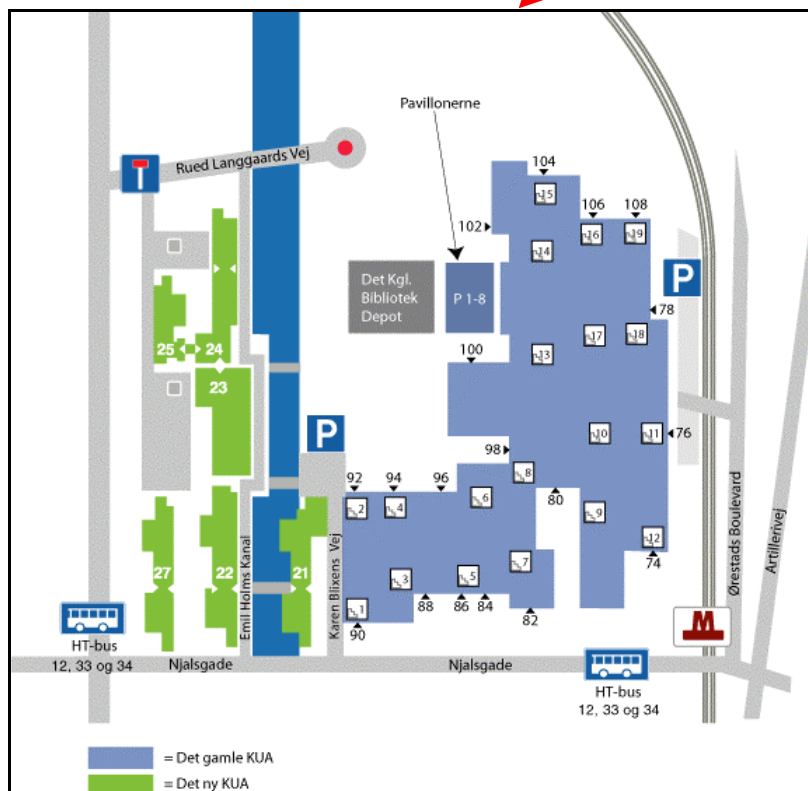 Pavillonerne
Rued Langgaards Vej
104
15
106
108
16
19
102
14
Det Kgl.
Bibliotek
Depot
P 1-8
P
78
25
24
23
100
13
17
18
P
98
10
11
76
92
94
96
8
80
2
4
6
9
12
74
27
22
21
Emil Holms Kanal
Karen Blixens Vej
3
5
7
1
90
88
86
84
82
Ørestads Boulevard
Artillerivej
M
HT-bus
12, 33 og 34
Njalsgade
Njalsgade
HT-bus
12, 33 og 34
= Det gamle KUA
= Det ny KUA